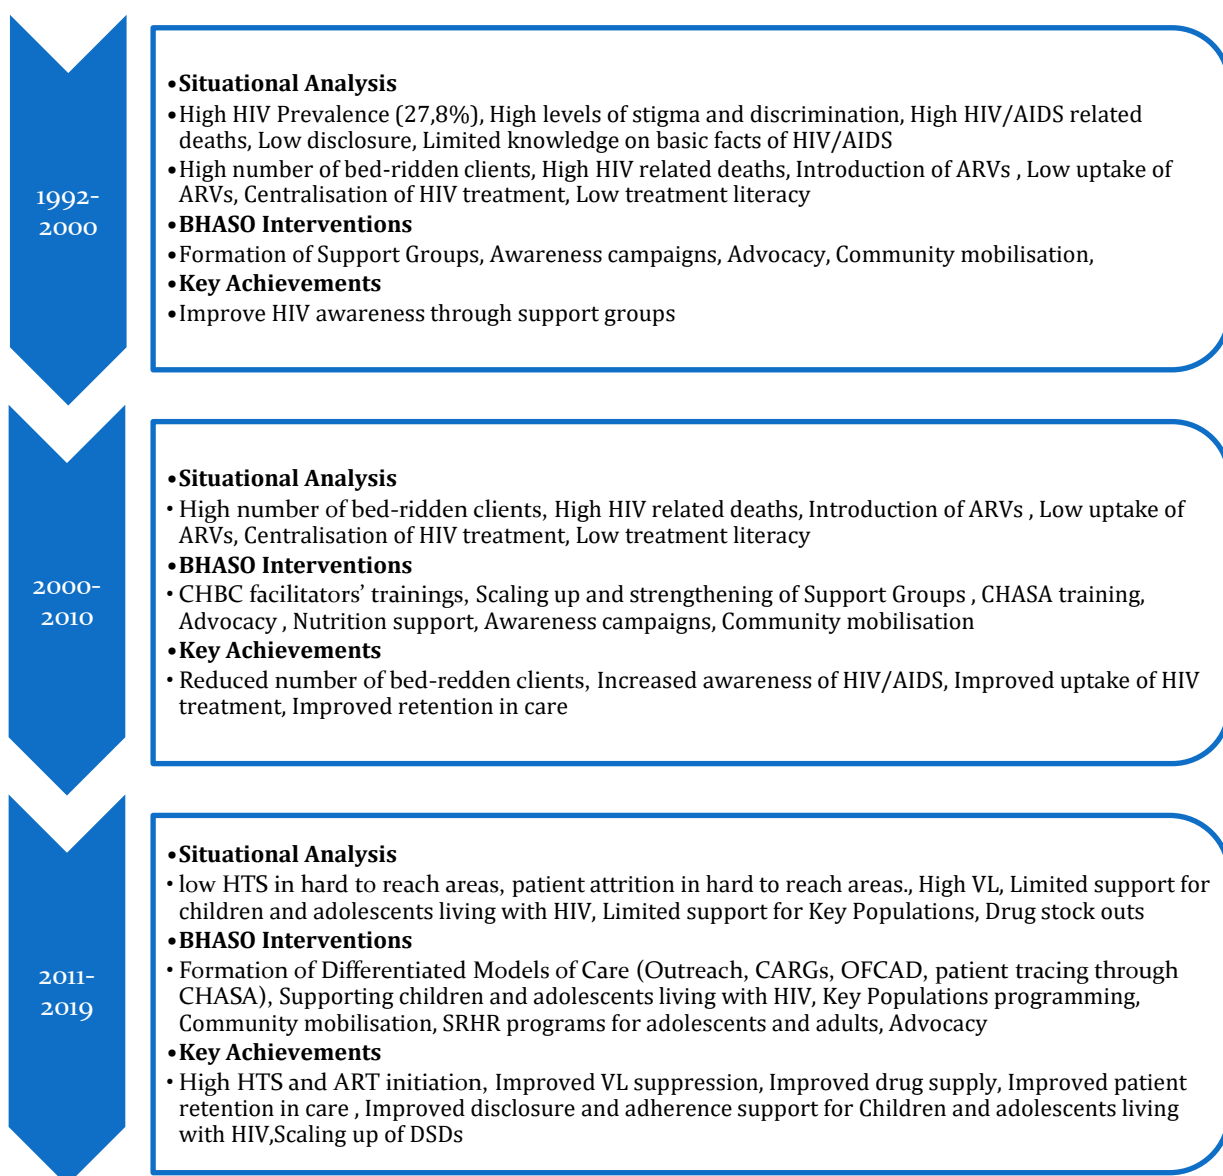 1992-
2000
•Situational Analysis
•High HIV Prevalence (27,8%), High levels of stigma and discrimination, High HIV/AIDS related
deaths, Low disclosure, Limited knowledge on basic facts of HIV/AIDS
•High number of bed-ridden clients, High HIV related deaths, Introduction of ARVs , Low uptake of
ARVs, Centralisation of HIV treatment, Low treatment literacy
•BHASO Interventions
•Formation of Support Groups, Awareness campaigns, Advocacy, Community mobilisation,
•Key Achievements
•Improve HIV awareness through support groups
2000-
2010
•Situational Analysis
•High number of bed-ridden clients, High HIV related deaths, Introduction of ARVs , Low uptake of
ARVs, Centralisation of HIV treatment, Low treatment literacy
•BHASO Interventions
•CHBC facilitators’ trainings, Scaling up and strengthening of Support Groups , CHASA training,
Advocacy , Nutrition support, Awareness campaigns, Community mobilisation
•Key Achievements
•Reduced number of bed-redden clients, Increased awareness of HIV/AIDS, Improved uptake of HIV
treatment, Improved retention in care
2011-
2019
•Situational Analysis
•low HTS in hard to reach areas, patient attrition in hard to reach areas., High VL, Limited support for
children and adolescents living with HIV, Limited support for Key Populations, Drug stock outs
•BHASO Interventions
•Formation of Differentiated Models of Care (Outreach, CARGs, OFCAD, patient tracing through
CHASA), Supporting children and adolescents living with HIV, Key Populations programming,
Community mobilisation, SRHR programs for adolescents and adults, Advocacy
•Key Achievements
•High HTS and ART initiation, Improved VL suppression, Improved drug supply, Improved patient
retention in care , Improved disclosure and adherence support for Children and adolescents living
with HIV,Scaling up of DSDs